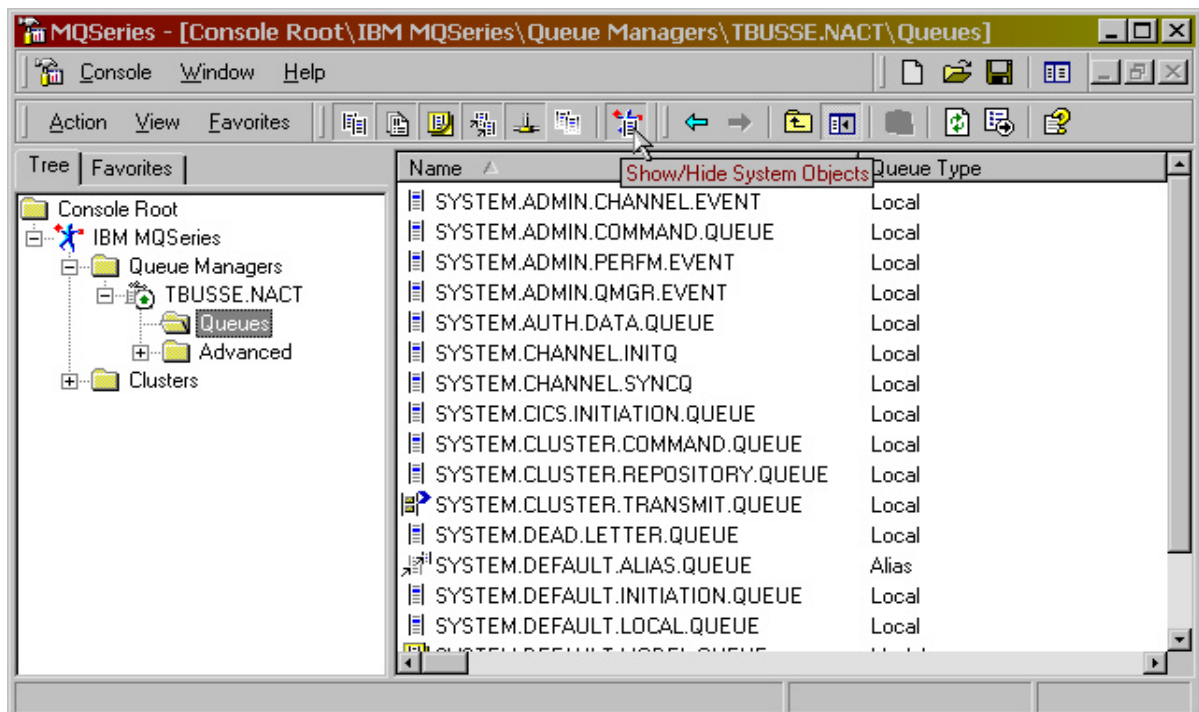 MQSeries - [Console Root\IBM MQSeries\Queue Managers\TBUSSE.NACT\Queues]
Console Window Help
Action View Favorites
Show/Hide System Objects
Tree Favorites
Console Root
IBM MQSeries
Queue Managers
TBUSSE.NACT
Queues
Advanced
Clusters
Name Queue Type
SYSTEM.ADMIN.CHANNEL.EVENT Local
SYSTEM.ADMIN.COMMAND.QUEUE Local
SYSTEM.ADMIN.PERFM.EVENT Local
SYSTEM.ADMIN.QMGR.EVENT Local
SYSTEM.AUTH.DATA.QUEUE Local
SYSTEM.CHANNEL.INITQ Local
SYSTEM.CHANNEL.SYNCQ Local
SYSTEM.CICS.INITIATION.QUEUE Local
SYSTEM.CLUSTER.COMMAND.QUEUE Local
SYSTEM.CLUSTER.REPOSITORY.QUEUE Local
SYSTEM.CLUSTER.TRANSMIT.QUEUE Local
SYSTEM.DEAD.LETTER.QUEUE Local
SYSTEM.DEFAULT.ALIAS.QUEUE Alias
SYSTEM.DEFAULT.INITIATION.QUEUE Local
SYSTEM.DEFAULT.LOCAL.QUEUE Local